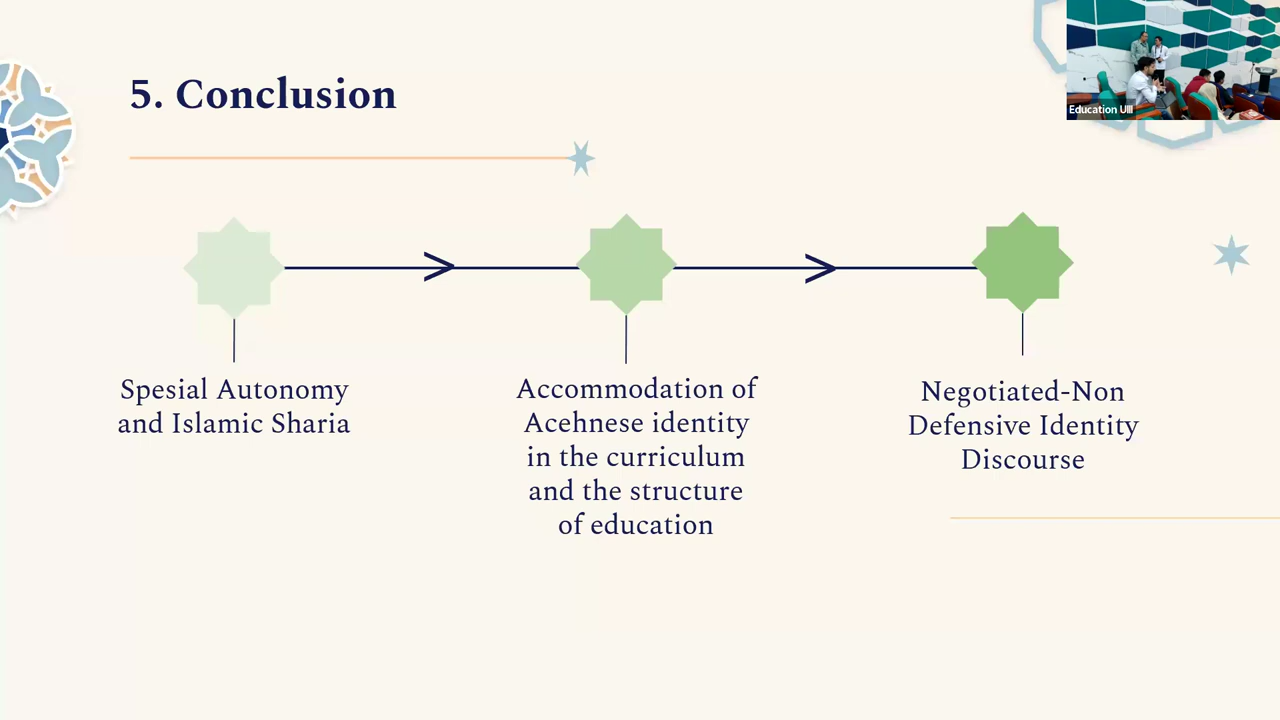 5. Conclusion
Education UIII
Spesial Autonomy
and Islamic Sharia
Accommodation of
Acehnese identity
in the curriculum
and the structure
of education
Negotiated-Non
Defensive Identity
Discourse